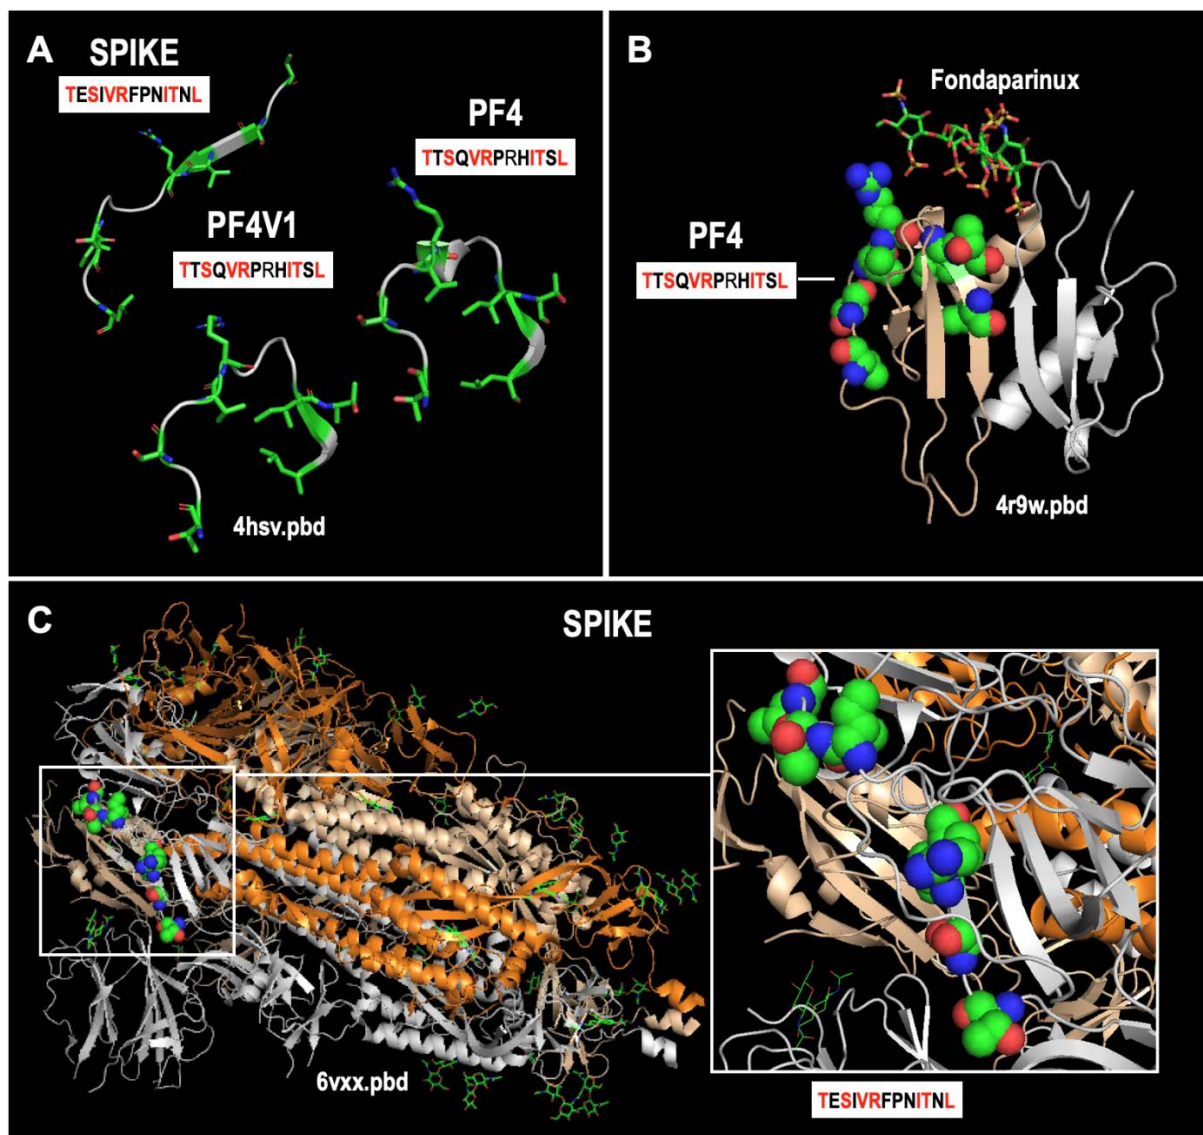 A
SPIKE
TESIVRFPNITNL
PF4
TTSQVRPRHITSL
PF4V1
TTSQVRPRHITSL
4hsv.pbd
B
Fondaparinux
PF4
TTSQVRPRHITSL
4r9w.pbd
C
SPIKE
6vxx.pbd
TESIVRFPNITNL